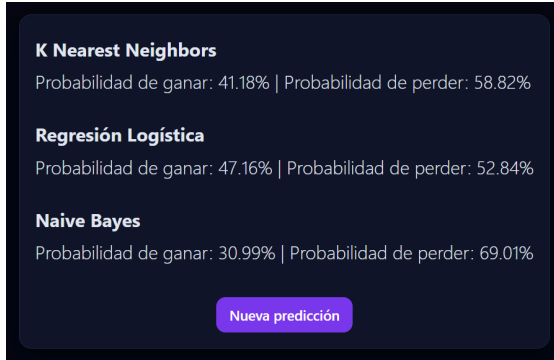 K Nearest Neighbors
Probabilidad de ganar: 41.18% | Probabilidad de perder: 58.82%
Regresión Logística
Probabilidad de ganar: 47.16% | Probabilidad de perder: 52.84%
Naive Bayes
Probabilidad de ganar: 30.99% | Probabilidad de perder: 69.01%
Nueva predicción